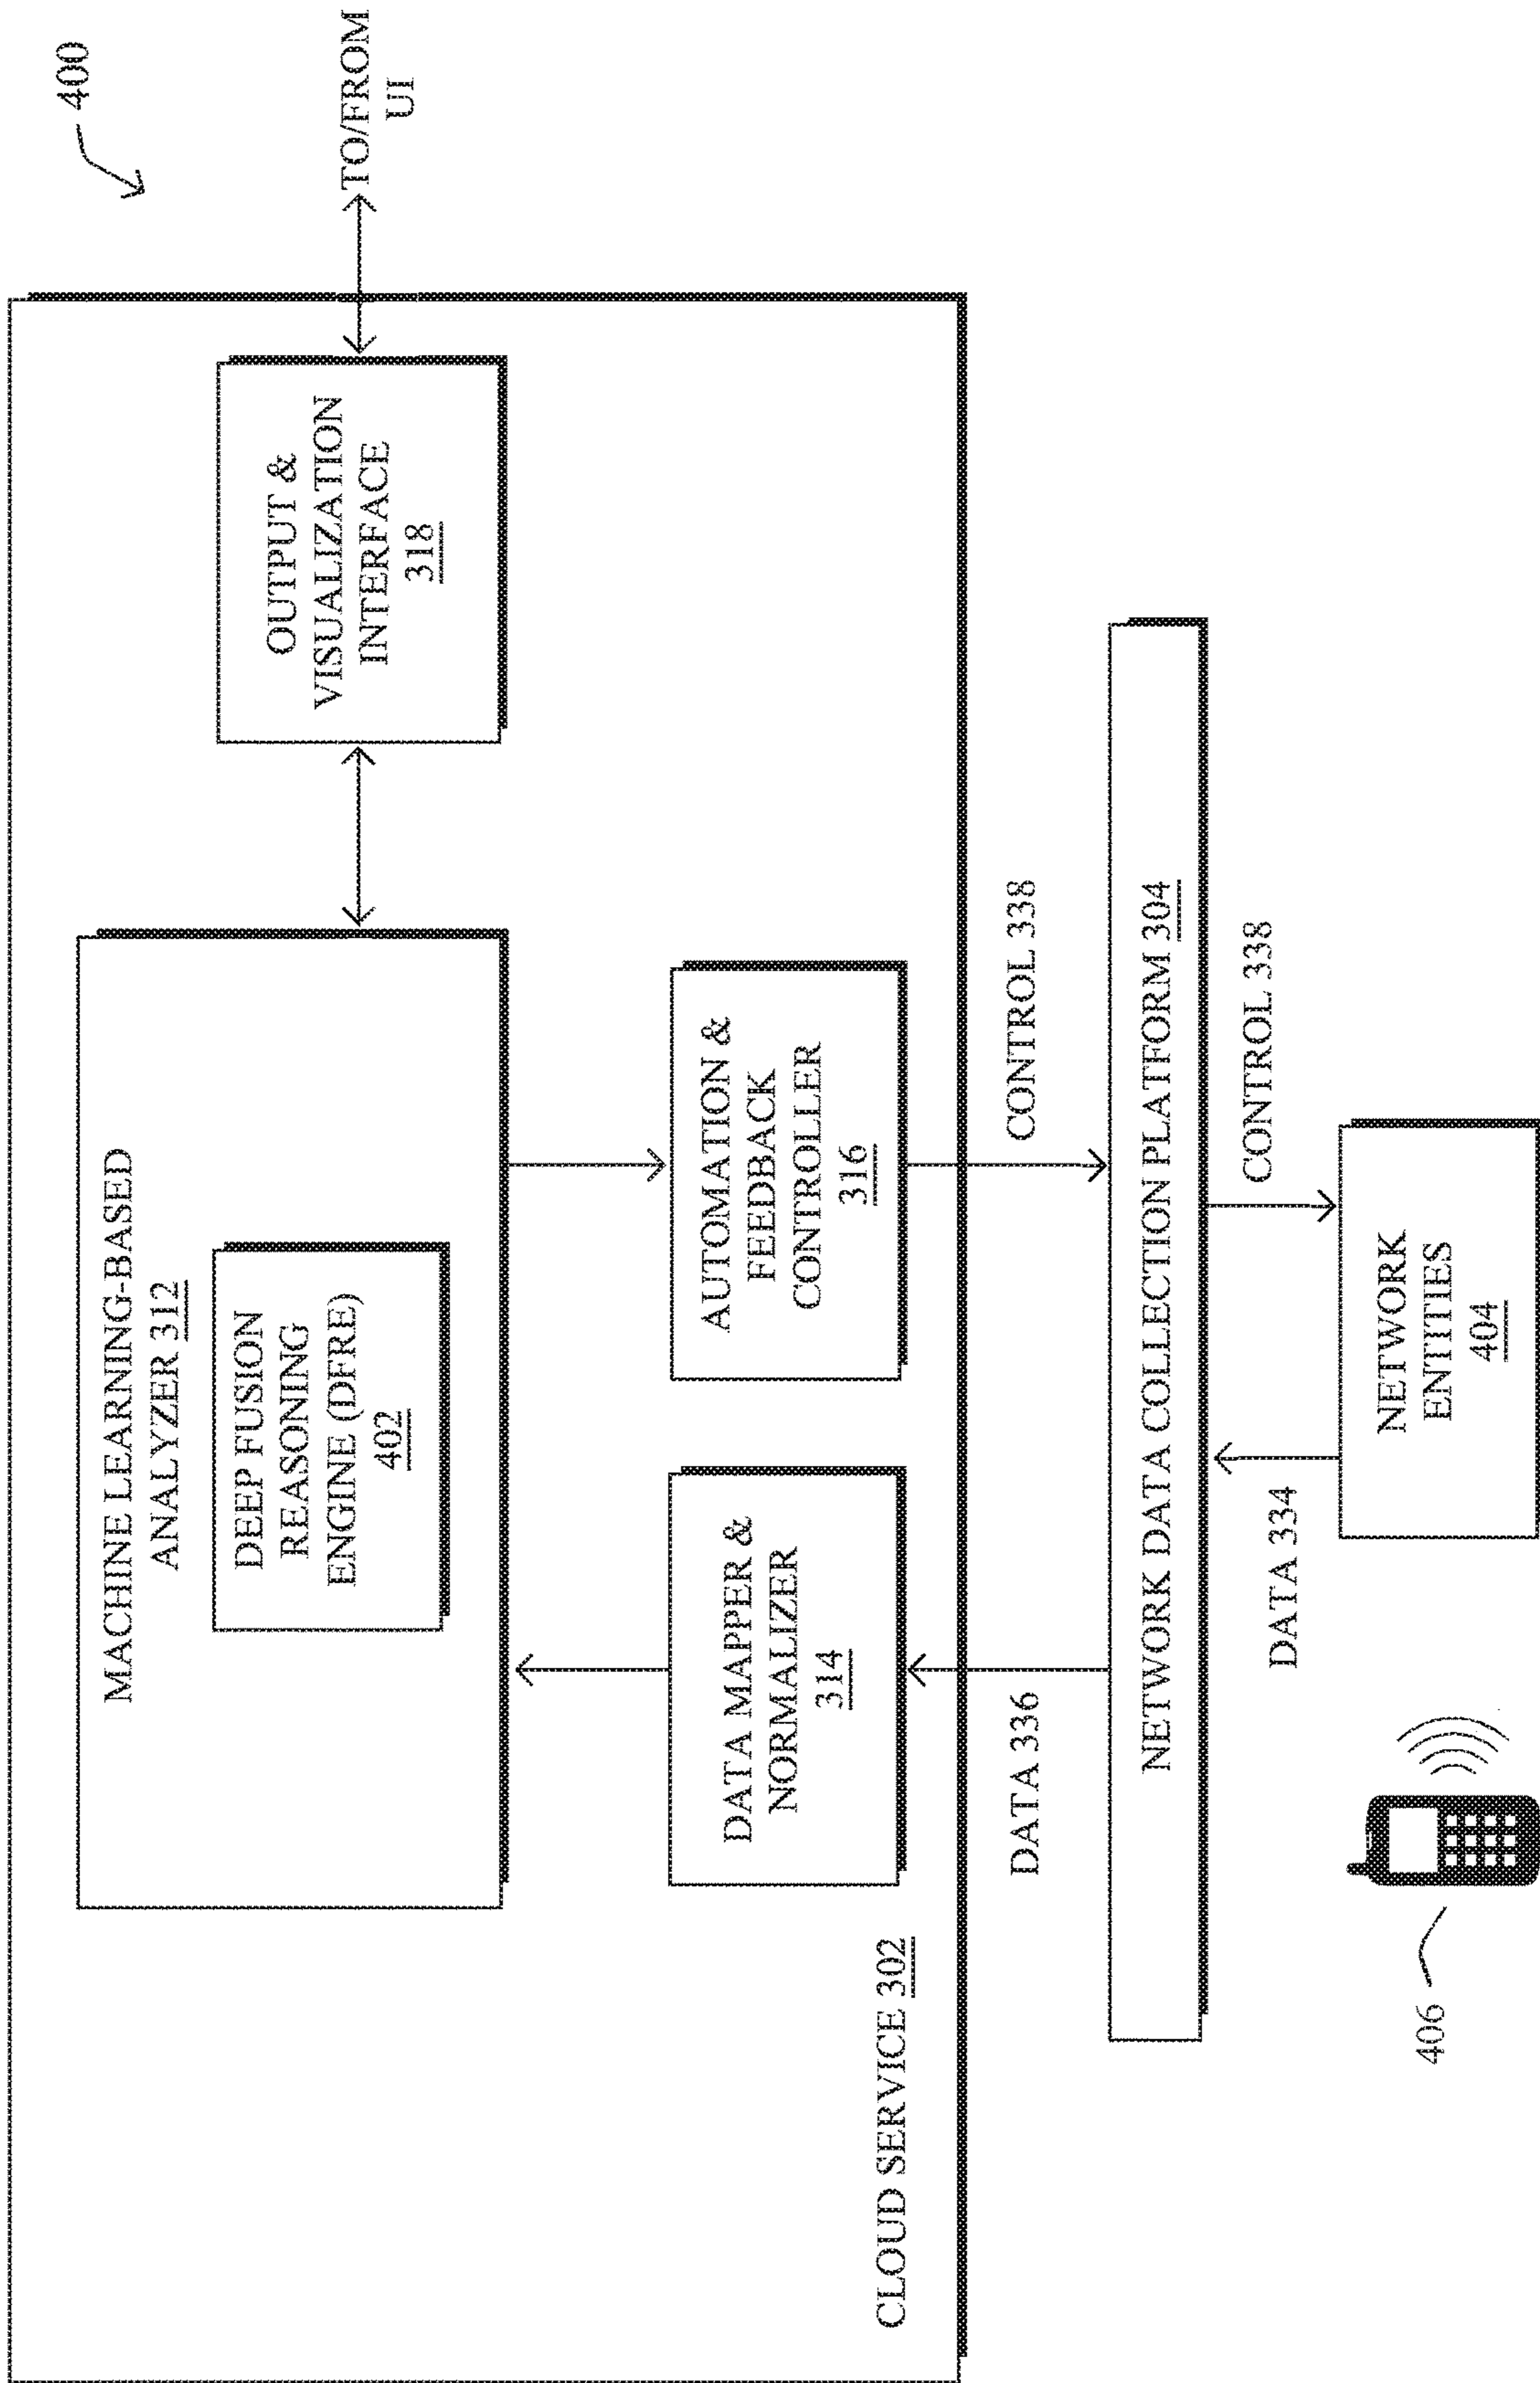 400
MACHINE LEARNING-BASED
ANALYZER 312
DEEP FUSION
REASONING
ENGINE (DFRE)
402
OUTPUT &
VISUALIZATION
INTERFACE
318
TO/FROM
UI
DATA MAPPER &
NORMALIZER
314
AUTOMATION &
FEEDBACK
CONTROLLER
316
CLOUD SERVICE 302
DATA 336
CONTROL 338
NETWORK DATA COLLECTION PLATFORM 304
DATA 334
CONTROL 338
406
NETWORK
ENTITIES
404